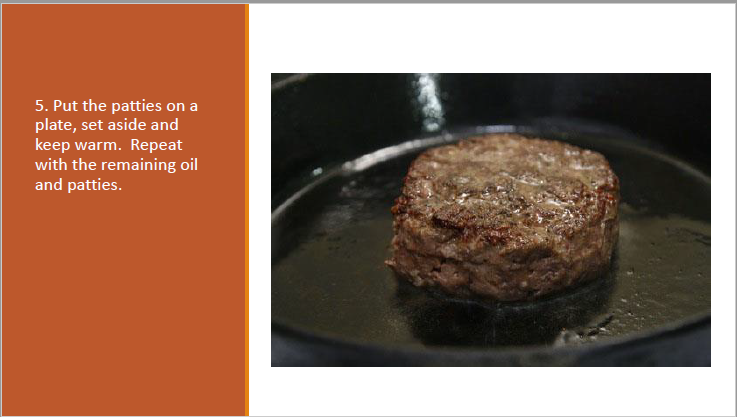 5. Put the patties on a
plate, set aside and
keep warm.  Repeat
with the remaining oil
and patties.